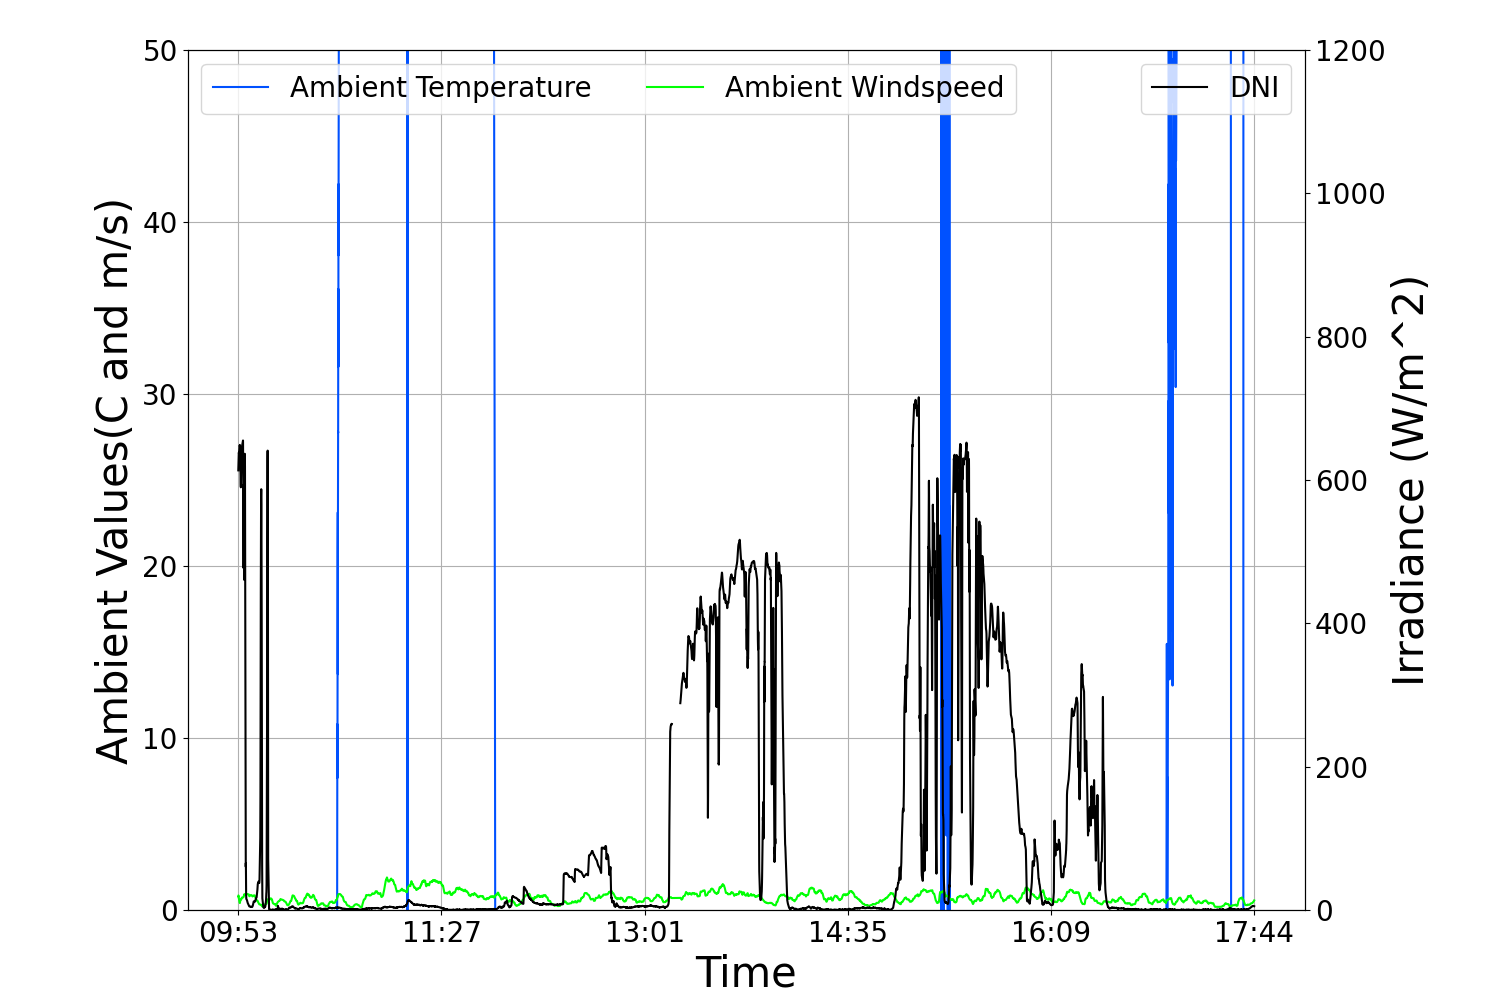 Ambient Temperature Ambient Windspeed DNI
Ambient Values(C and m/s)
50
40
30
20
10
0
1200
1000
800
600
400
200
0
Irradiance (W/m^2)
09:53 11:27 13:01 14:35 16:09 17:44
Time